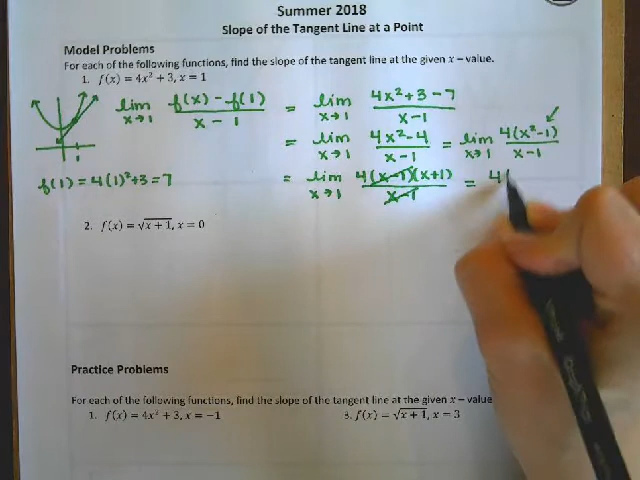 Summer 2018
Slope of the Tangent Line at a Point
Model Problems
For each of the following functions, find the slope of the tangent line at the given x – value.
1. f(x) = 4x² + 3, x = 1
lim x→1 f(x) - f(1) / x - 1 = lim x→1 4x² + 3 - 7 / x - 1
= lim x→1 4x² - 4 / x - 1 = lim x→1 4(x² - 1) / x - 1
f(1) = 4(1)² + 3 = 7
= lim x→1 4(x-1)(x+1) / x-1 = 4(
2. f(x) = √(x + 1), x = 0
Practice Problems
For each of the following functions, find the slope of the tangent line at the given x – value
1. f(x) = 4x² + 3, x = −1
3. f(x) = √(x + 1), x = 3